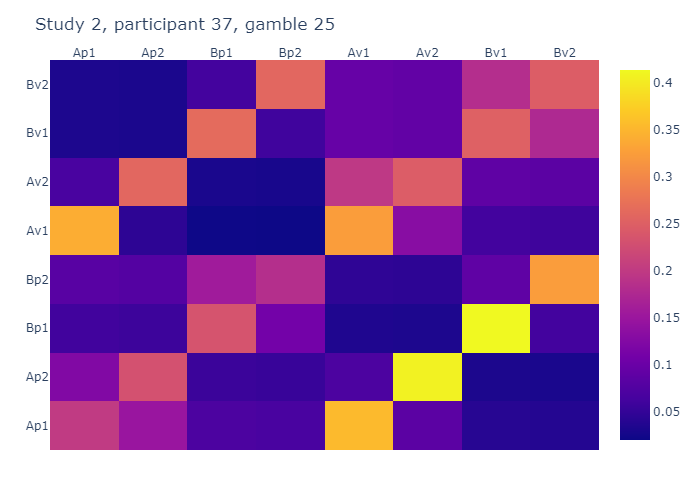 Study 2, participant 37, gamble 25
Ap1 Ap2 Bp1 Bp2 Av1 Av2 Bv1 Bv2
Bv2
Bv1
Av2
Av1
Bp2
Bp1
Ap2
Ap1
0.4
0.35
0.3
0.25
0.2
0.15
0.1
0.05